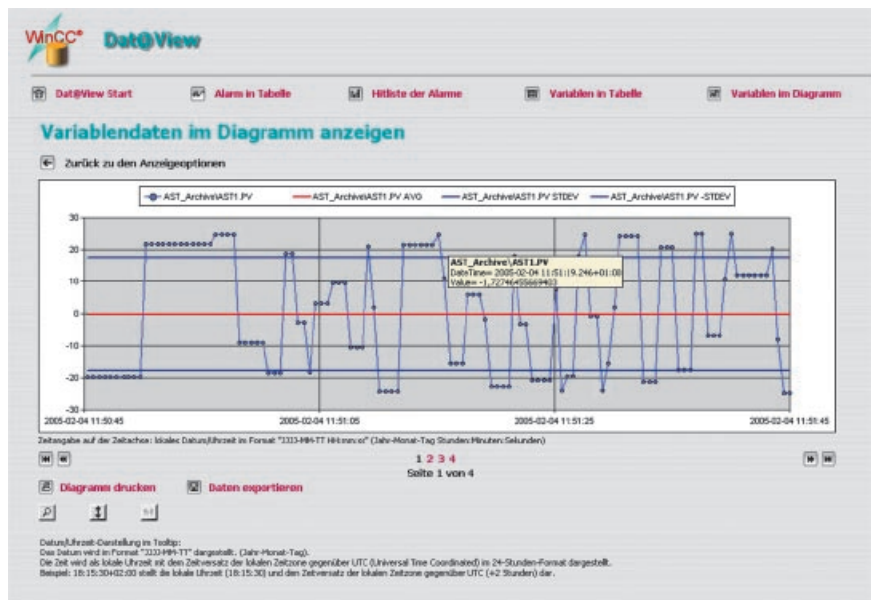 WinCC®
Dat@View
Dat@View Start
Alarm in Tabelle
Hitliste der Alarme
Variablen in Tabelle
Variablen im Diagramm
Variablendaten im Diagramm anzeigen
Zurück zu den Anzeigeoptionen
AST_Archive\AST1.PV
AST_Archive\AST1.PV AVG
AST_Archive\AST1.PV STDEV
AST_Archive\AST1.PV -STDEV
30
20
10
0
-10
-20
-30
AST_Archive\AST1.PV
DateTime= 2005-02-04 11:51:19.246+01:00
Value= -1,72746455669403
2005-02-04 11:50:45
2005-02-04 11:51:05
2005-02-04 11:51:25
2005-02-04 11:51:45
Zeitangabe auf der Zeitachse: lokales Datum/Uhrzeit im Format "JJJJ-MM-TT HH:mm:ss" (Jahr-Monat-Tag Stunden:Minuten:Sekunden)
1 2 3 4
Seite 1 von 4
Diagramm drucken
Daten exportieren
Datum/Uhrzeit-Darstellung im Tooltip:
Das Datum wird im Format "JJJJ-MM-TT" dargestellt. (Jahr-Monat-Tag).
Die Zeit wird als lokale Uhrzeit mit dem Zeitversatz der lokalen Zeitzone gegenüber UTC (Universal Time Coordinated) im 24-Stunden-Format dargestellt.
Beispiel: 18:15:30+02:00 stellt die lokale Uhrzeit (18:15:30) und den Zeitversatz der lokalen Zeitzone gegenüber UTC (+2 Stunden) dar.